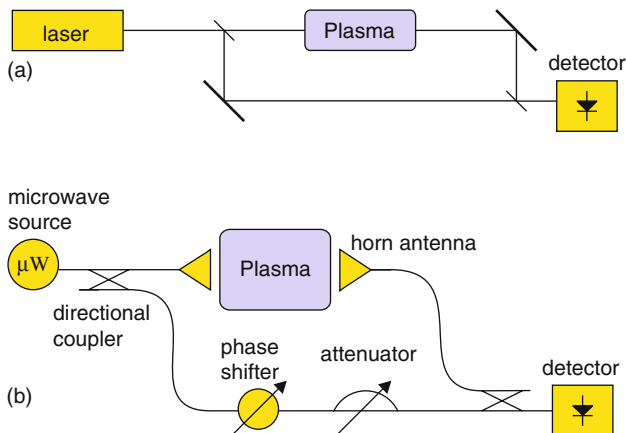 laser
Plasma
detector
(a)
microwave
source
μW
Plasma
horn antenna
directional
coupler
phase
shifter
attenuator
detector
(b)